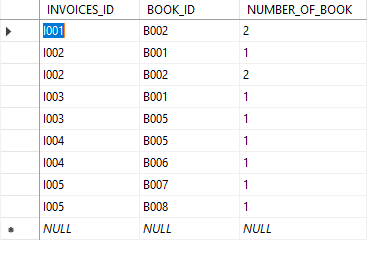 INVOICES_ID BOOK_ID NUMBER_OF_BOOK
I001 B002 2
I002 B001 1
I002 B002 2
I003 B001 1
I003 B005 1
I004 B005 1
I004 B006 1
I005 B007 1
I005 B008 1
NULL NULL NULL